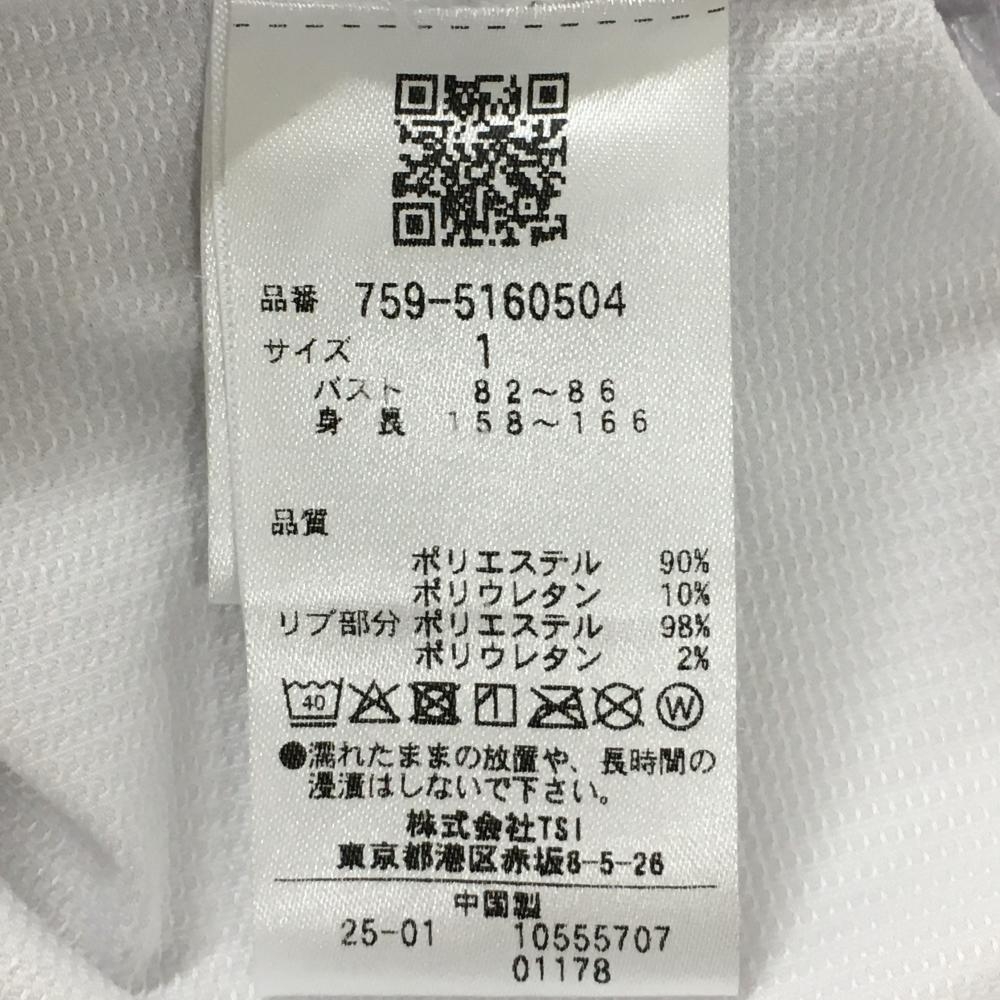 品番 759-5160504
サイズ 1
バスト 82～86
身長 158～166
品質
ポリエステル 90%
ポリウレタン 10%
リブ部分 ポリエステル 98%
ポリウレタン 2%
40 W
●濡れたままの放置や、長時間の
浸漬はしないで下さい。
株式会社TSI
東京都港区赤坂8-5-26
中国製
25-01 10555707
01178